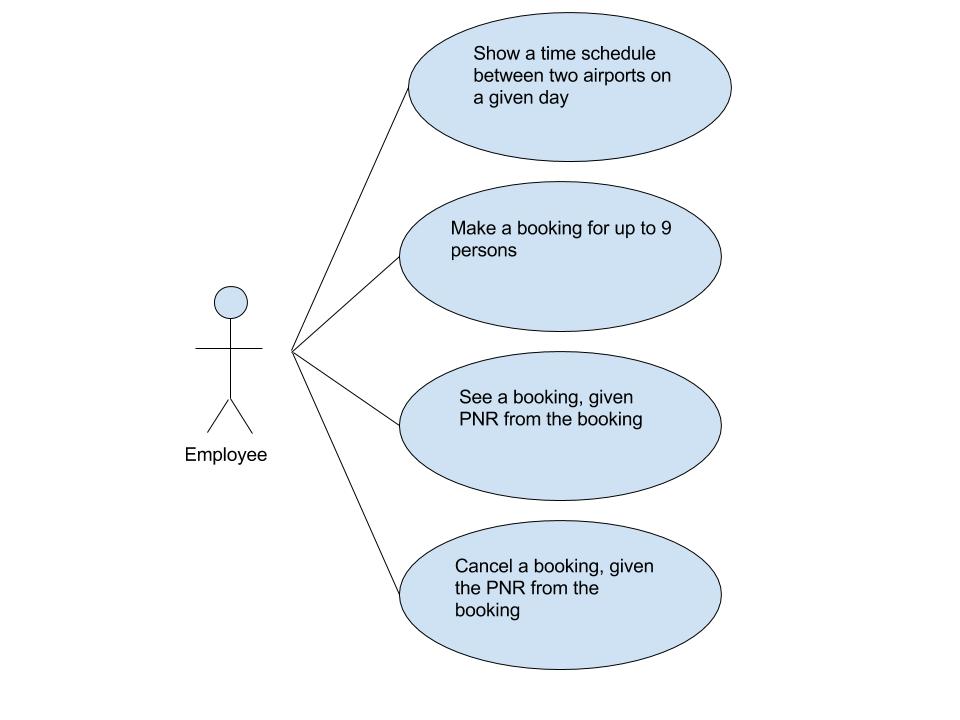 Show a time schedule
between two airports on
a given day
Make a booking for up to 9
persons
See a booking, given
PNR from the booking
Employee
Cancel a booking, given
the PNR from the
booking